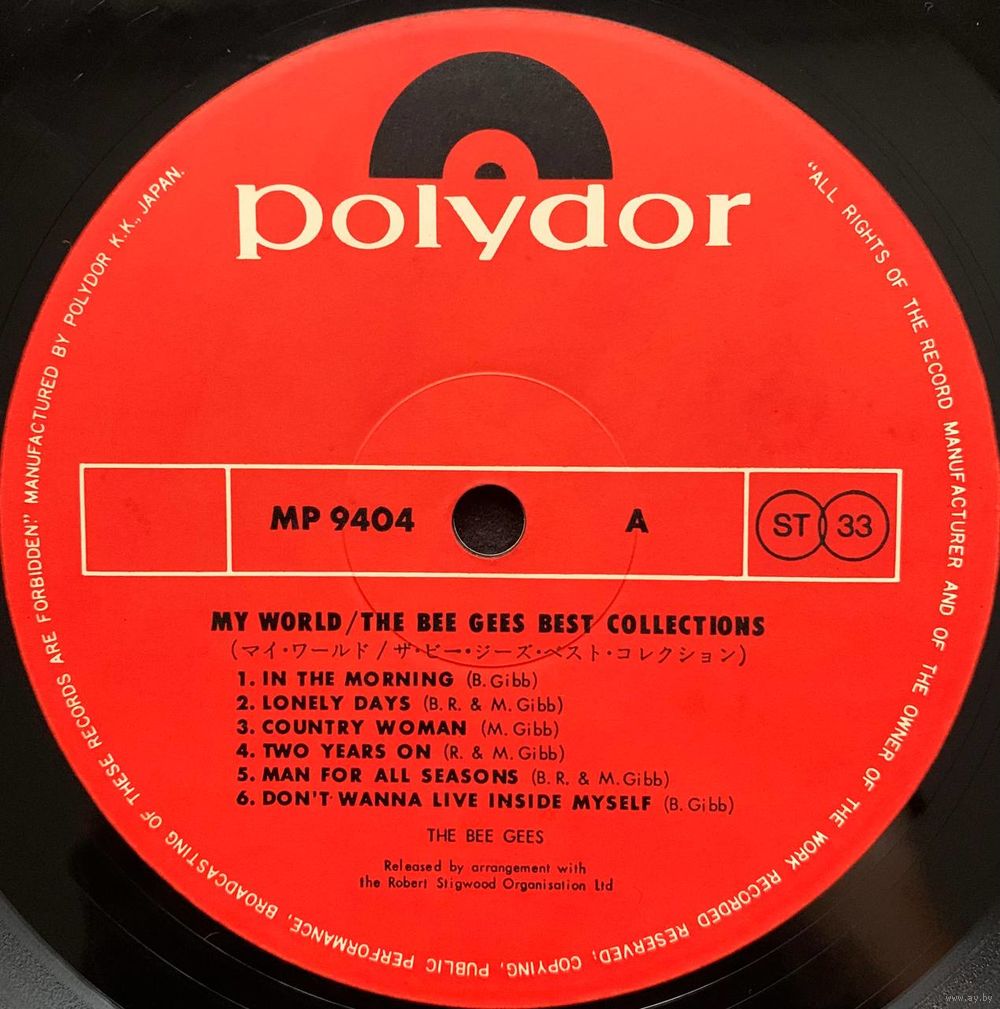 polydor
MP 9404
A
ST 33
MY WORLD/THE BEE GEES BEST COLLECTIONS
(マイ・ワールド/ザ・ビー・ジーズ・ベスト・コレクション)
1. IN THE MORNING (B. Gibb)
2. LONELY DAYS (B. R. & M. Gibb)
3. COUNTRY WOMAN (M. Gibb)
4. TWO YEARS ON (R. & M. Gibb)
5. MAN FOR ALL SEASONS (B. R. & M. Gibb)
6. DON'T WANNA LIVE INSIDE MYSELF (B. Gibb)
THE BEE GEES
Released by arrangement with
the Robert Stigwood Organisation Ltd
"ALL RIGHTS OF THE RECORD MANUFACTURER AND OF THE OWNER OF THE WORK RECORDED RESERVED, COPYING, PUBLIC PERFORMANCE, BROADCASTING OF THESE RECORDS ARE FORBIDDEN" MANUFACTURED BY POLYDOR K.K., JAPAN.
www.ay.by